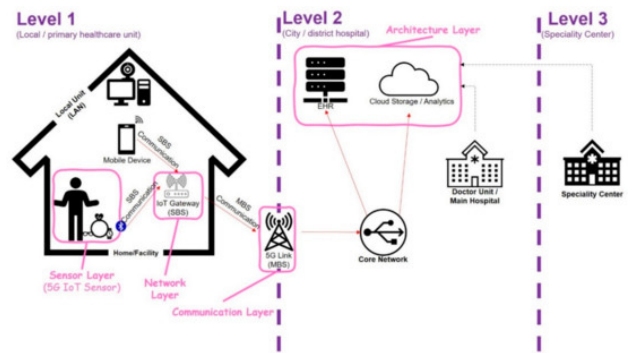 Level 1
(Local / primary healthcare unit)
Level 2
(City / district hospital)
Level 3
(Speciality Center)
Architecture Layer
EHR
Cloud Storage / Analytics
Local Unit
(LAN)
Mobile Device
SBS
Communication
SBS
Communication
IoT Gateway
(SBS)
MBS
Communication
Home/Facility
5G Link
(MBS)
Core Network
Doctor Unit /
Main Hospital
Speciality Center
Sensor Layer
(5G IoT Sensor)
Network
Layer
Communication Layer